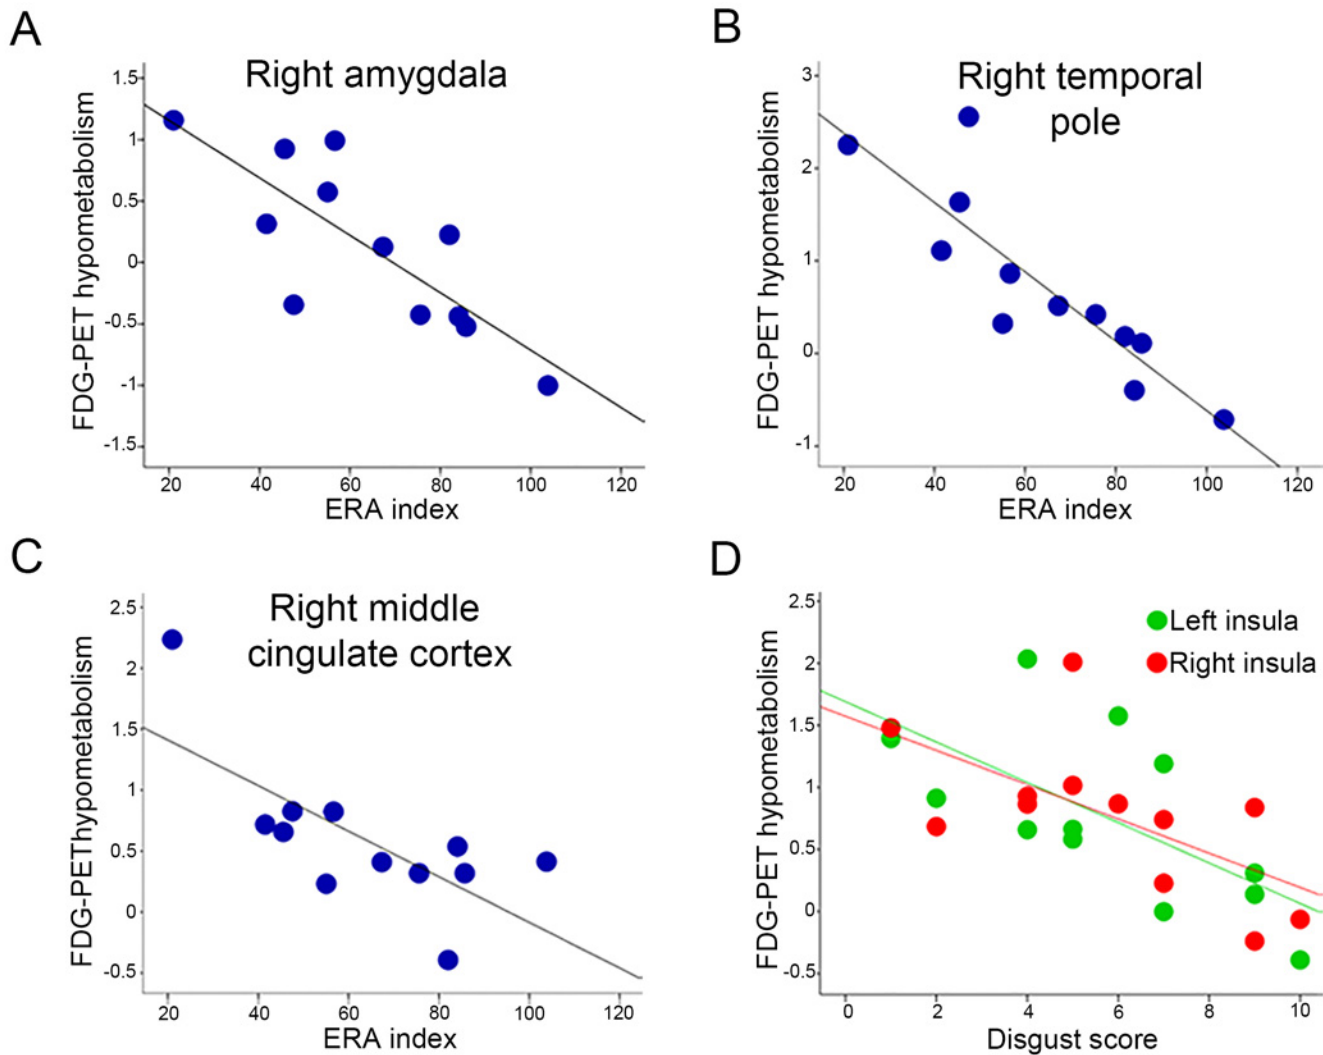 A
Right amygdala
FDG-PET hypometabolism
1.5
1
0.5
0
-0.5
-1
-1.5
20 40 60 80 100 120
ERA index
B
Right temporal
pole
FDG-PET hypometabolism
3
2
1
0
-1
20 40 60 80 100 120
ERA index
C
Right middle
cingulate cortex
FDG-PEThypometabolism
2.5
2
1.5
1
0.5
0
-0.5
20 40 60 80 100 120
ERA index
D
Left insula
Right insula
FDG-PET hypometabolism
2.5
2
1.5
1
0.5
0
-0.5
0 2 4 6 8 10
Disgust score